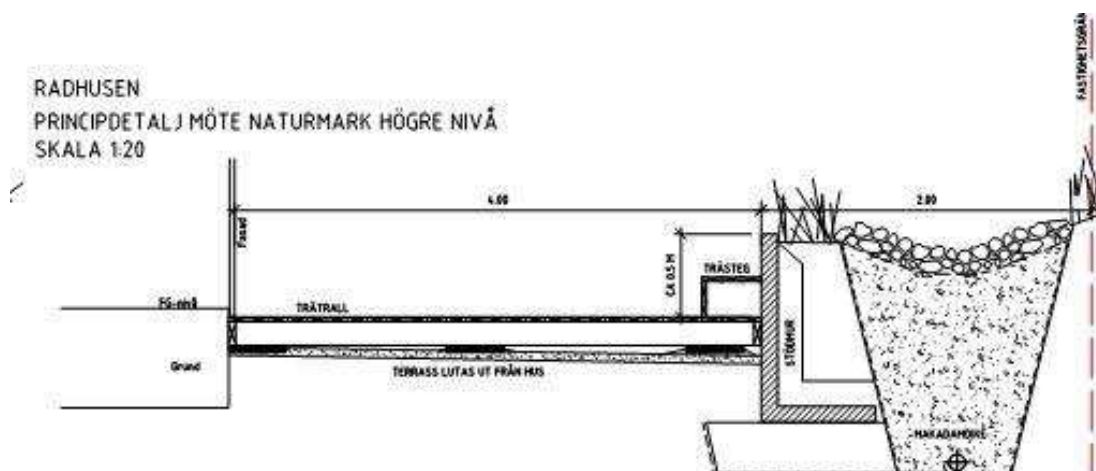 RADHUSEN
PRINCIPDETALJ MÖTE NATURMARK HÖGRE NIVÅ
SKALA 1:20
FASTIGHETSGRÄN
4.00
2.00
Fasad
CA 0.5 M
TRÄSTEG
FG-nivå
TRÄTRALL
STÖDMUR
Grund
TERRASS LUTAS UT FRÅN HUS
MAKADAMDIKE